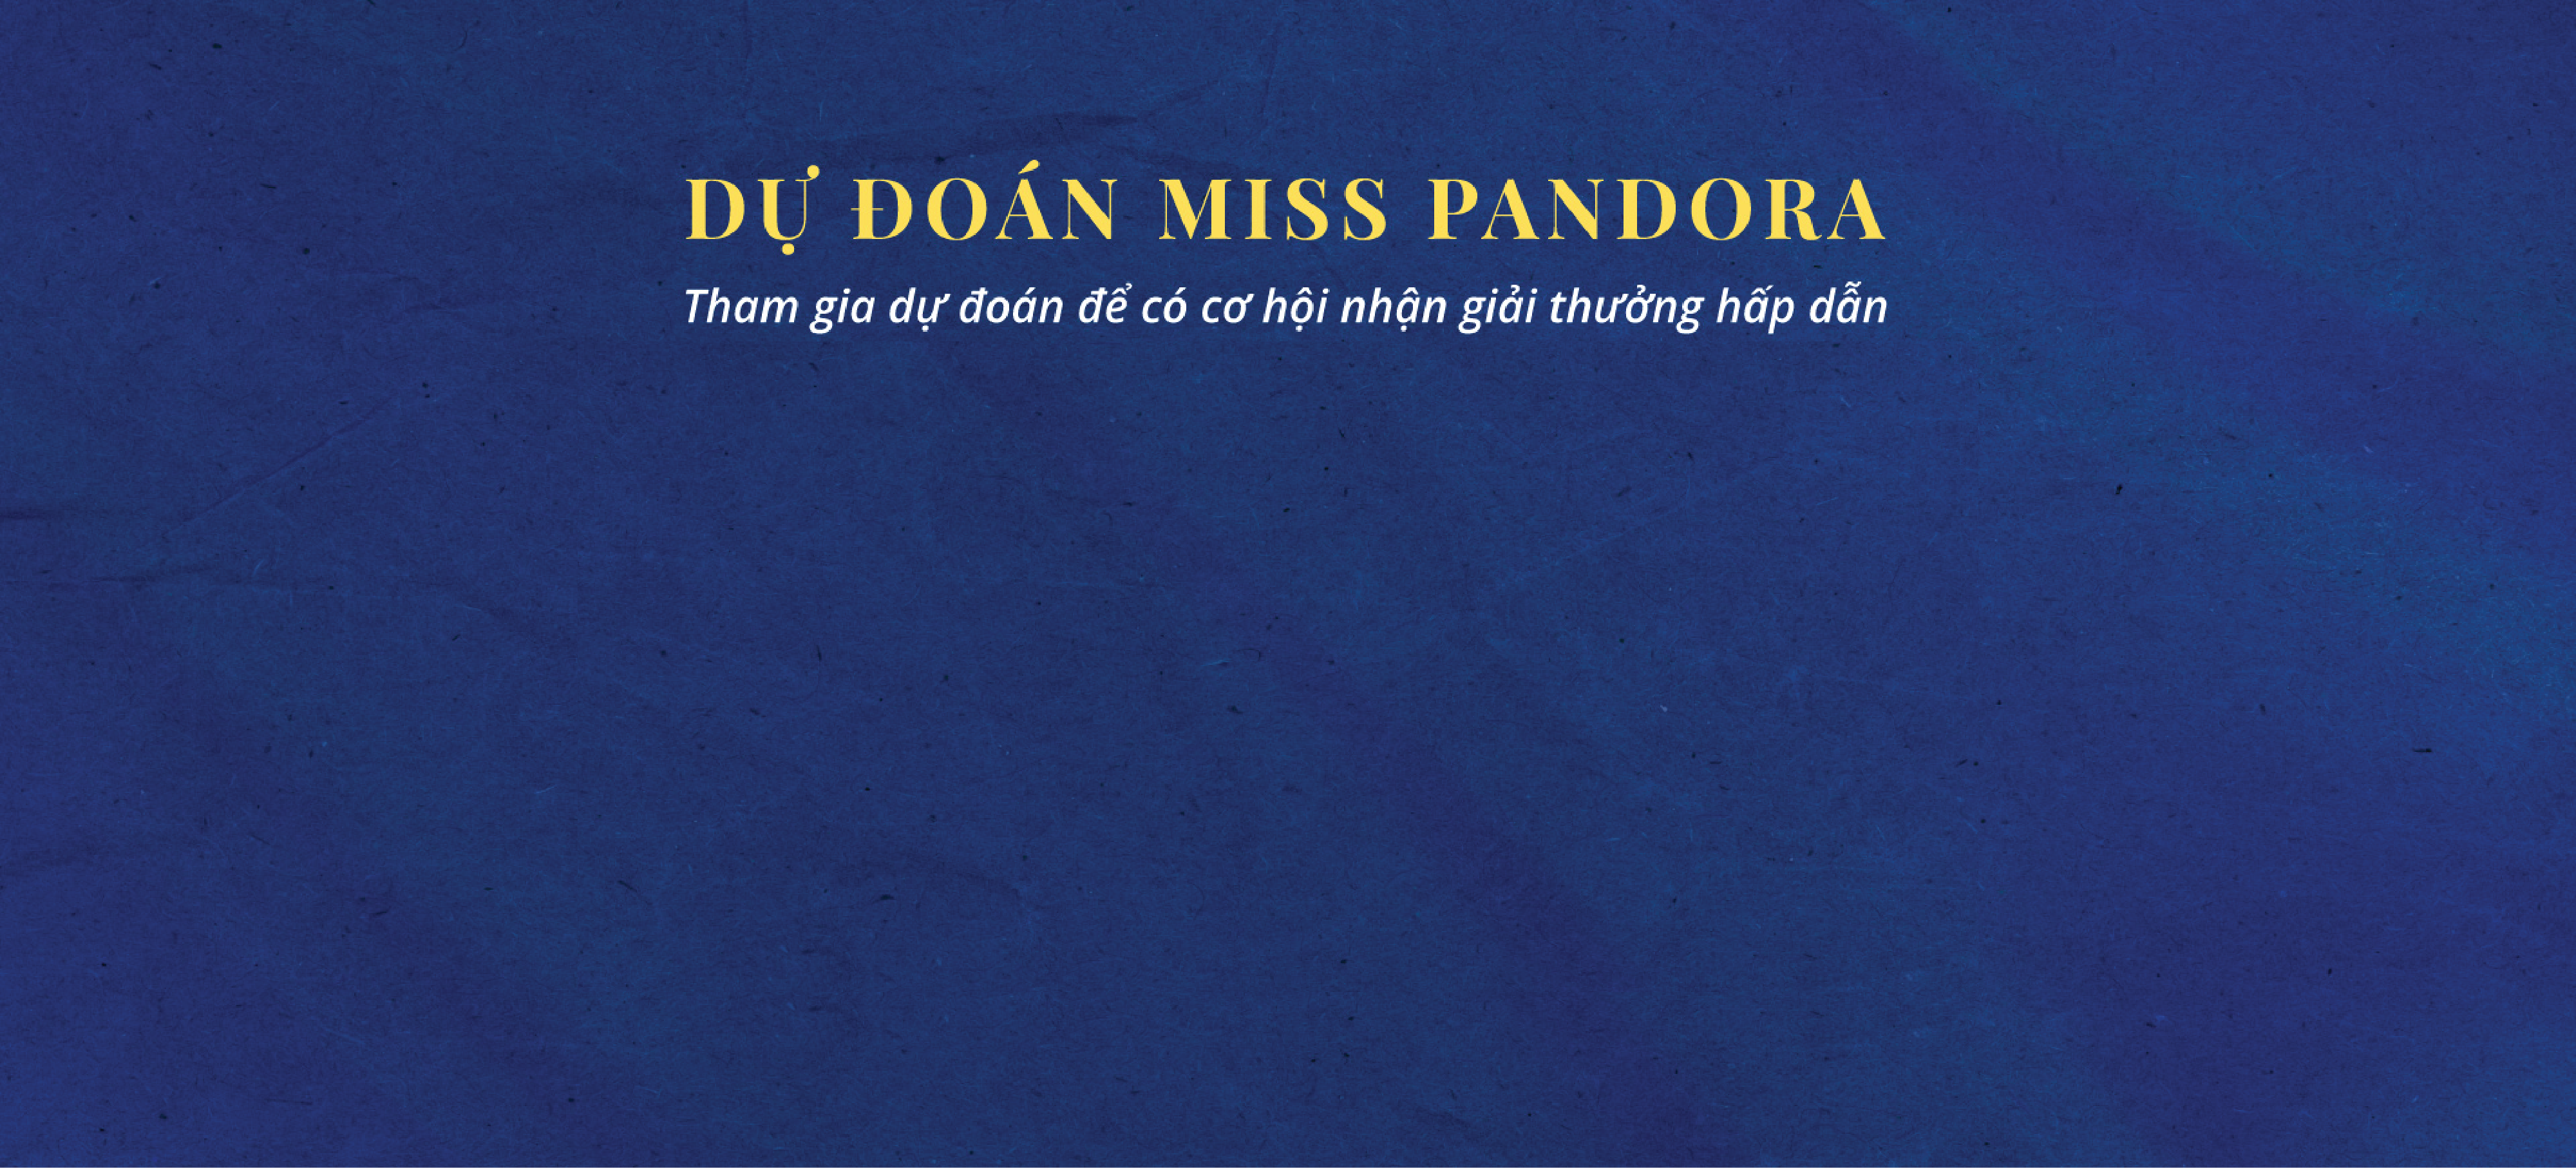 DỰ ĐOÁN MISS PANDORA
Tham gia dự đoán để có cơ hội nhận giải thưởng hấp dẫn